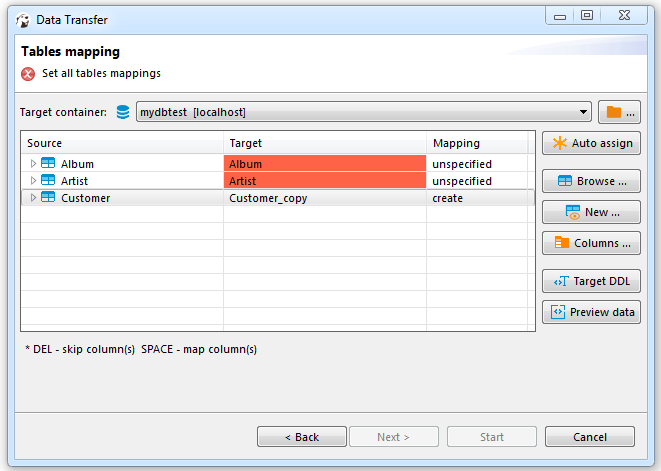 Data Transfer
Tables mapping
Set all tables mappings
Target container: mydbtest [localhost] ...
Source Target Mapping
Album Album unspecified
Artist Artist unspecified
Customer Customer_copy create
Auto assign
Browse ...
New ...
Columns ...
Target DDL
Preview data
* DEL - skip column(s) SPACE - map column(s)
< Back Next > Start Cancel